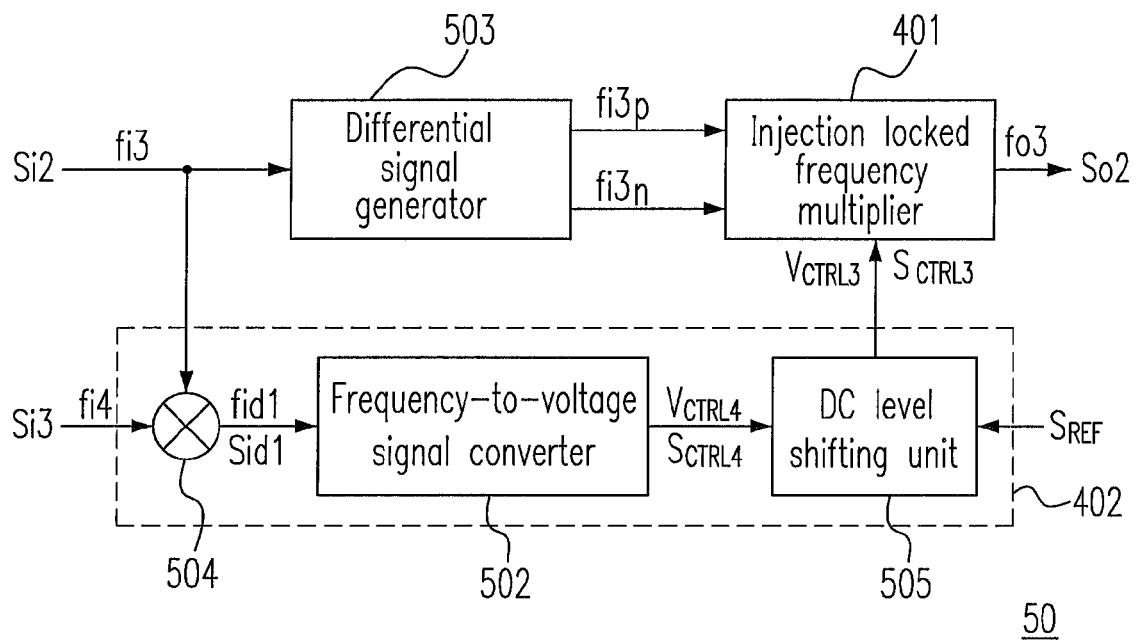 503
401
Si2
fi3
Differential
signal
generator
fi3p
fi3n
Injection locked
frequency
multiplier
fo3
So2
VCTRL3
SCTRL3
Si3
fi4
fid1
Sid1
Frequency-to-voltage
signal converter
VCTRL4
SCTRL4
DC level
shifting unit
SREF
402
504
502
505
50